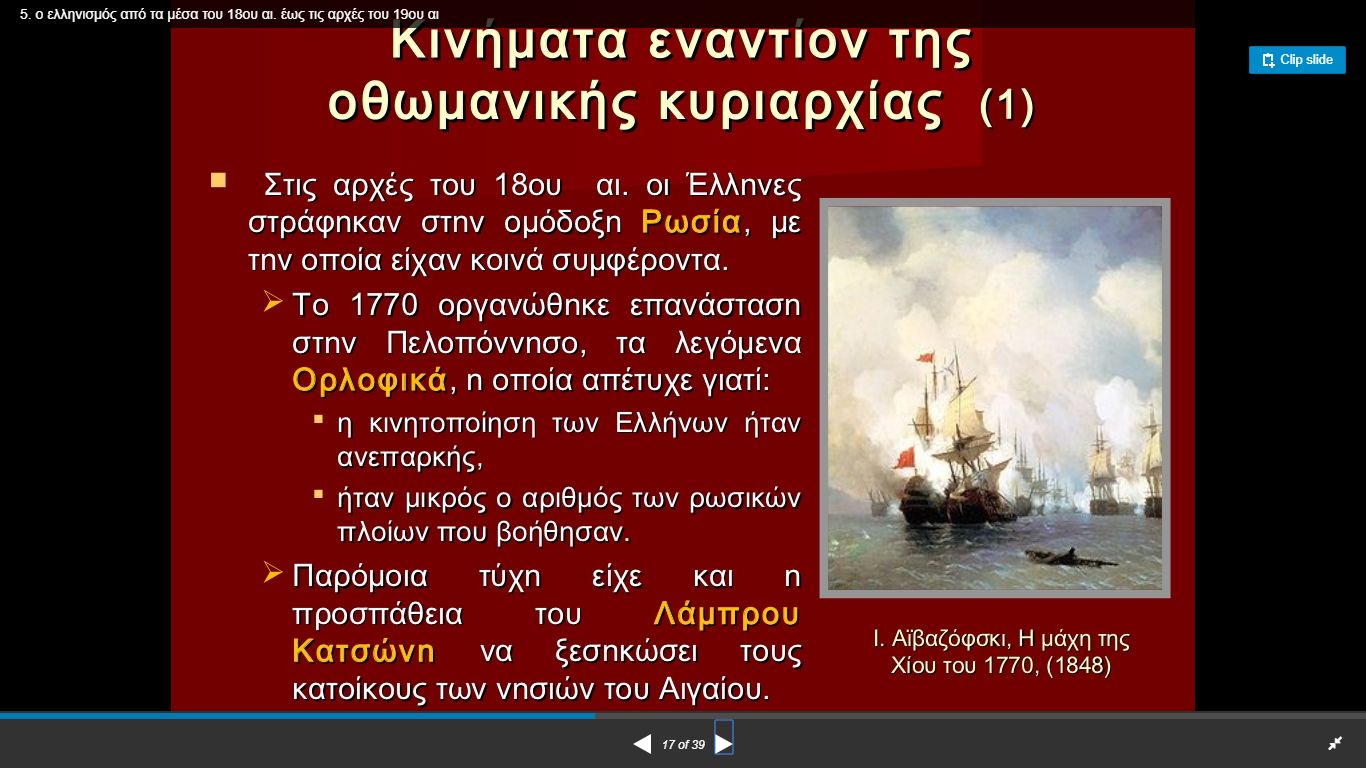 5. ο ελληνισμός από τα μέσα του 18ου αι. έως τις αρχές του 19ου αι
Clip slide
Κινήματα εναντίον της
οθωμανικής κυριαρχίας (1)
Στις αρχές του 18ου αι. οι Έλληνες
στράφηκαν στην ομόδοξη Ρωσία, με
την οποία είχαν κοινά συμφέροντα.
Το 1770 οργανώθηκε επανάσταση
στην Πελοπόννησο, τα λεγόμενα
Ορλοφικά, η οποία απέτυχε γιατί:
η κινητοποίηση των Ελλήνων ήταν
ανεπαρκής,
ήταν μικρός ο αριθμός των ρωσικών
πλοίων που βοήθησαν.
Παρόμοια τύχη είχε και η
προσπάθεια του Λάμπρου
Κατσώνη να ξεσηκώσει τους
κατοίκους των νησιών του Αιγαίου.
Ι. Αϊβαζόφσκι, Η μάχη της
Χίου του 1770, (1848)
17 of 39